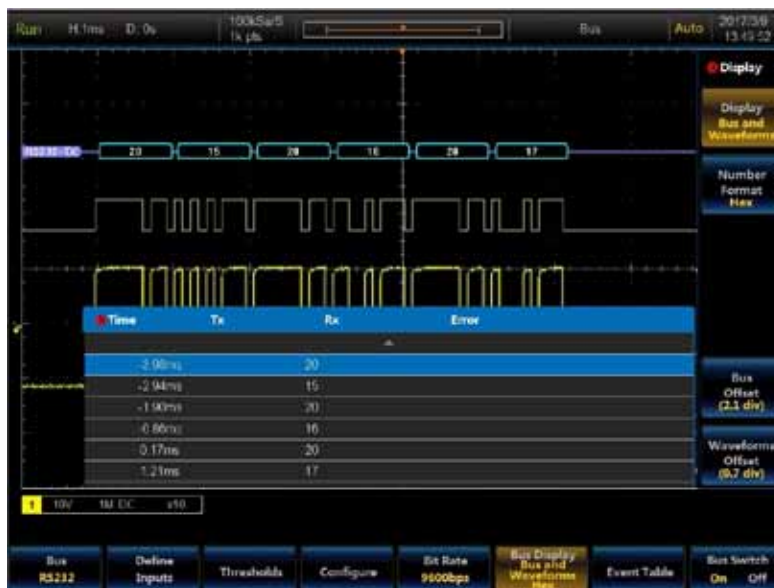 Run H:1ms D: 0s 100kSa/S Bus Auto 2017/3/9
1k pts 13:49:52
Display
Display
Bus and
Waveforms
20 15 20 16 20 17
Number
Format
Hex
Time Tx Rx Error
-2.98ms 20
-2.94ms 15
-1.90ms 20
-0.86ms 16
0.17ms 20
1.21ms 17
Bus
Offset
(2.1 div)
Waveforms
Offset
(0.7 div)
1 10V 1M DC x10
Bus
RS232
Define
Inputs
Thresholds
Configure
Bit Rate
9600bps
Bus Display
Bus and
Waveforms
Hex
Event Table
Bus Switch
On Off